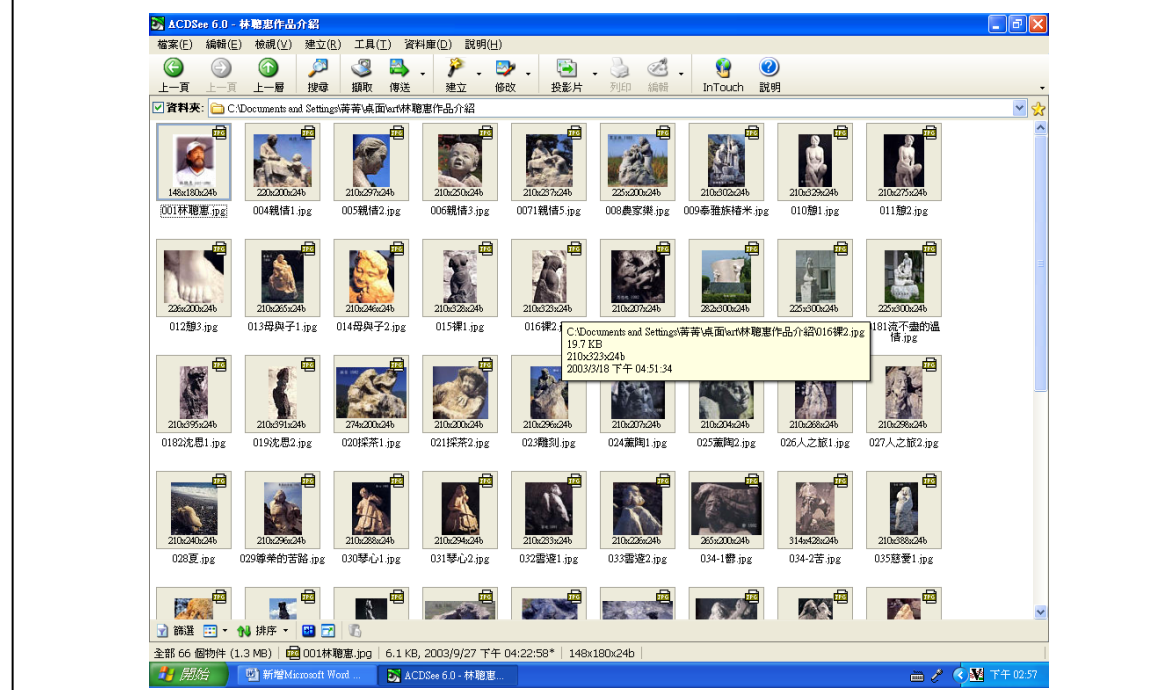 ACDSee 6.0 - 林聰惠作品介紹
檔案(F) 編輯(E) 檢視(V) 建立(R) 工具(T) 資料庫(D) 說明(H)
上一頁 上一頁 上一層 搜尋 擷取 傳送 建立 修改 投影片 列印 編輯 InTouch 說明
資料夾: C:\Documents and Settings\菁菁\桌面\art\林聰惠作品介紹
148x180x24b 220x200x24b 210x297x24b 210x250x24b 210x237x24b 225x200x24b 210x302x24b 210x329x24b 210x275x24b
001林聰惠.jpg 004親情1.jpg 005親情2.jpg 006親情3.jpg 0071親情5.jpg 008農家樂.jpg 009泰雅族樁米.jpg 010憩1.jpg 011憩2.jpg
226x200x24b 210x265x24b 210x246x24b 210x328x24b 210x323x24b 210x207x24b 282x300x24b 225x300x24b 225x300x24b
012憩3.jpg 013母與子1.jpg 014母與子2.jpg 015裸1.jpg 016裸2. 181流不盡的溫
情.jpg
C:\Documents and Settings\菁菁\桌面\art\林聰惠作品介紹\016裸2.jpg
19.7 KB
210x323x24b
2003/3/18 下午 04:51:34
210x395x24b 210x391x24b 274x200x24b 210x200x24b 210x296x24b 210x207x24b 210x204x24b 210x268x24b 210x298x24b
0182沈思1.jpg 019沈思2.jpg 020採茶1.jpg 021採茶2.jpg 023雕刻.jpg 024薰陶1.jpg 025薰陶2.jpg 026人之旅1.jpg 027人之旅2.jpg
210x240x24b 210x296x24b 210x288x24b 210x294x24b 210x233x24b 210x226x24b 265x200x24b 314x428x24b 210x388x24b
028夏.jpg 029尊榮的苦路.jpg 030琴心1.jpg 031琴心2.jpg 032雲遊1.jpg 033雲遊2.jpg 034-1鬱.jpg 034-2苦.jpg 035慈愛1.jpg
篩選 排序
全部 66 個物件 (1.3 MB) 001林聰惠.jpg 6.1 KB, 2003/9/27 下午 04:22:58* 148x180x24b
開始 新增Microsoft Word ... ACDSee 6.0 - 林聰惠... 下午 02:57